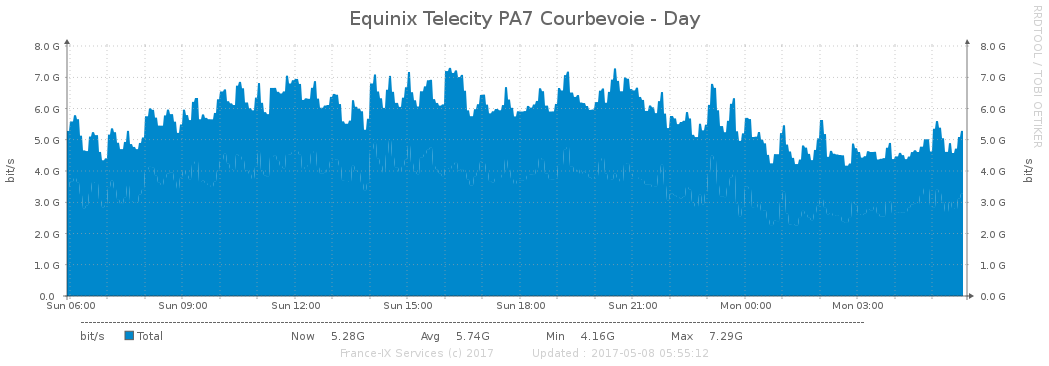 Equinix Telecity PA7 Courbevoie - Day
RRDTOOL / TOBI OETIKER
bit/s
8.0 G 8.0 G
7.0 G 7.0 G
6.0 G 6.0 G
5.0 G 5.0 G
4.0 G 4.0 G
3.0 G 3.0 G
2.0 G 2.0 G
1.0 G 1.0 G
0.0 0.0 G
bit/s
Sun 06:00 Sun 09:00 Sun 12:00 Sun 15:00 Sun 18:00 Sun 21:00 Mon 00:00 Mon 03:00
bit/s Total Now 5.28G Avg 5.74G Min 4.16G Max 7.29G
France-IX Services (c) 2017 Updated : 2017-05-08 05:55:12